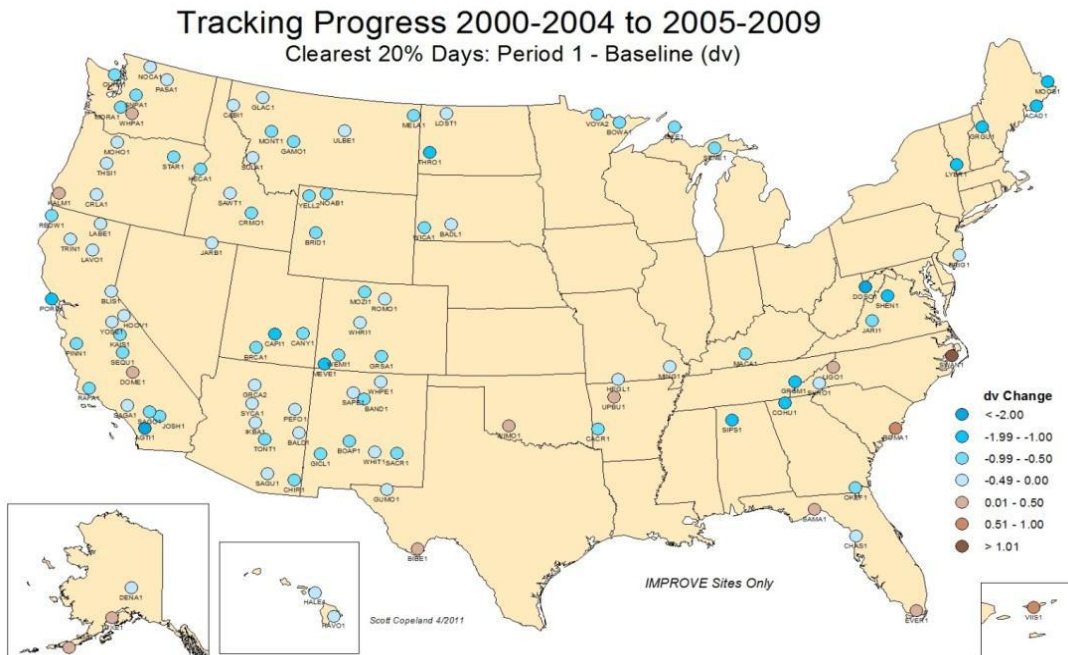 Tracking Progress 2000-2004 to 2005-2009
Clearest 20% Days: Period 1 - Baseline (dv)
NOCA1
PASA1
MORA1
WHPA1
MOHO1
THSI1
STAR1
HECA1
KALM1
CRLA1
REDW1
LABE1
TRIN1
LAVO1
CABI1
GLAC1
MONT1
GAMO1
ULBE1
SAWT1
CRMO1
JARB1
YELL2
NOAB1
BRID1
MELA1
LOST1
THRO1
BADL1
VOYA2
BOWA1
MOOS1
ACAD1
GRGU1
LYBR1
BRIG1
DOSO1
SHEN1
JARI1
BLIS1
HOOV1
YOSE1
KAIS1
PINN1
SEQU1
DOME1
RAFA1
SAGA1
SAGO1
JOSH1
AGTI1
MOZI1
ROMO1
WHRI1
CAPI1
CANY1
BRCA1
WEMI1
MEVE1
GRSA1
GRCA2
SYCA1
IKBA1
TONT1
PEFO1
BALD1
SAGU1
CHIR1
GICL1
SAPE1
WHPE1
BAND1
BOAP1
WHIT1
SACR1
GUMO1
BIBE1
WIMO1
HEGL1
UPBU1
CACR1
MING1
MACA1
GRSM1
LIGO1
COHU1
SIPS1
SWAN1
ROMA1
OKEF1
SAMA1
CHAS1
EVER1
dv Change
< -2.00
-1.99 - -1.00
-0.99 - -0.50
-0.49 - 0.00
0.01 - 0.50
0.51 - 1.00
> 1.01
DENA1
HALE1
HAVO1
Scott Copeland 4/2011
IMPROVE Sites Only
VIIS1